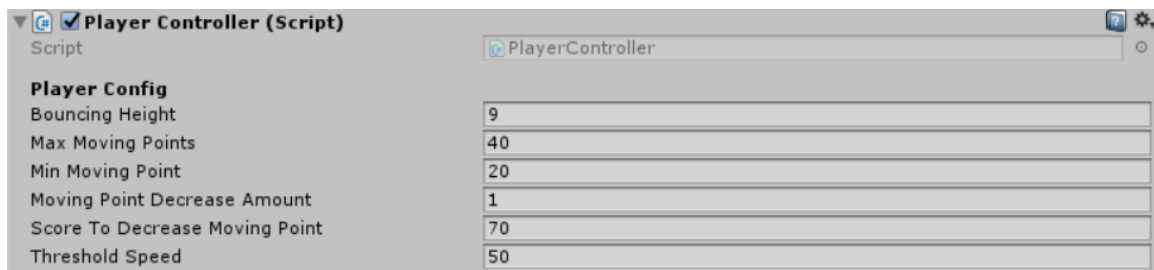 Player Controller (Script)
Script PlayerController
Player Config
Bouncing Height 9
Max Moving Points 40
Min Moving Point 20
Moving Point Decrease Amount 1
Score To Decrease Moving Point 70
Threshold Speed 50